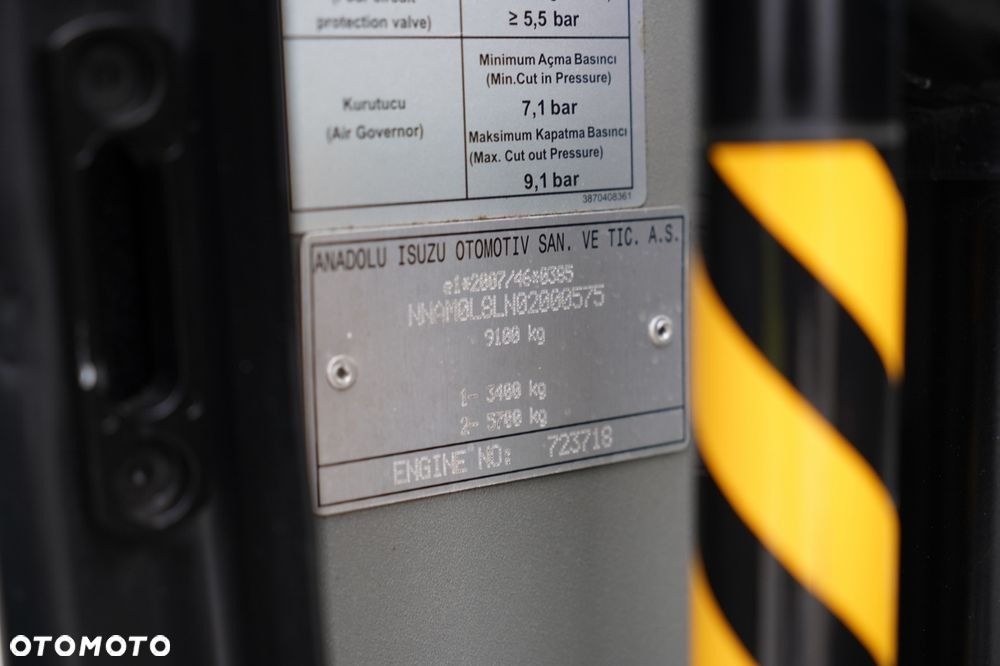 protection valve)
≥ 5,5 bar
Kurutucu
(Air Governor)
Minimum Açma Basıncı
(Min.Cut in Pressure)
7,1 bar
Maksimum Kapatma Basıncı
(Max. Cut out Pressure)
9,1 bar
3870408361
ANADOLU ISUZU OTOMOTIV SAN. VE TIC. A.S.
e1*2007/46*0385
NNAM0L8LN02000575
9100 kg
1- 3400 kg
2- 5700 kg
ENGINE NO: 723718
OTOMOTO